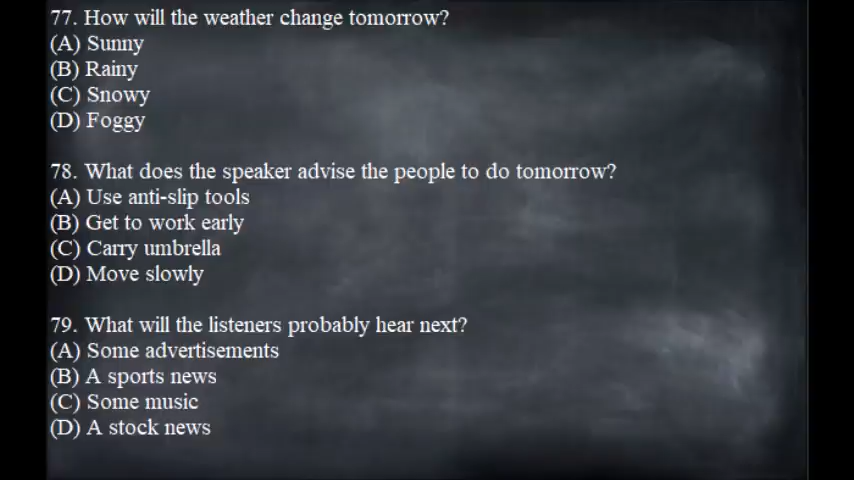 77. How will the weather change tomorrow?
(A) Sunny
(B) Rainy
(C) Snowy
(D) Foggy
78. What does the speaker advise the people to do tomorrow?
(A) Use anti-slip tools
(B) Get to work early
(C) Carry umbrella
(D) Move slowly
79. What will the listeners probably hear next?
(A) Some advertisements
(B) A sports news
(C) Some music
(D) A stock news